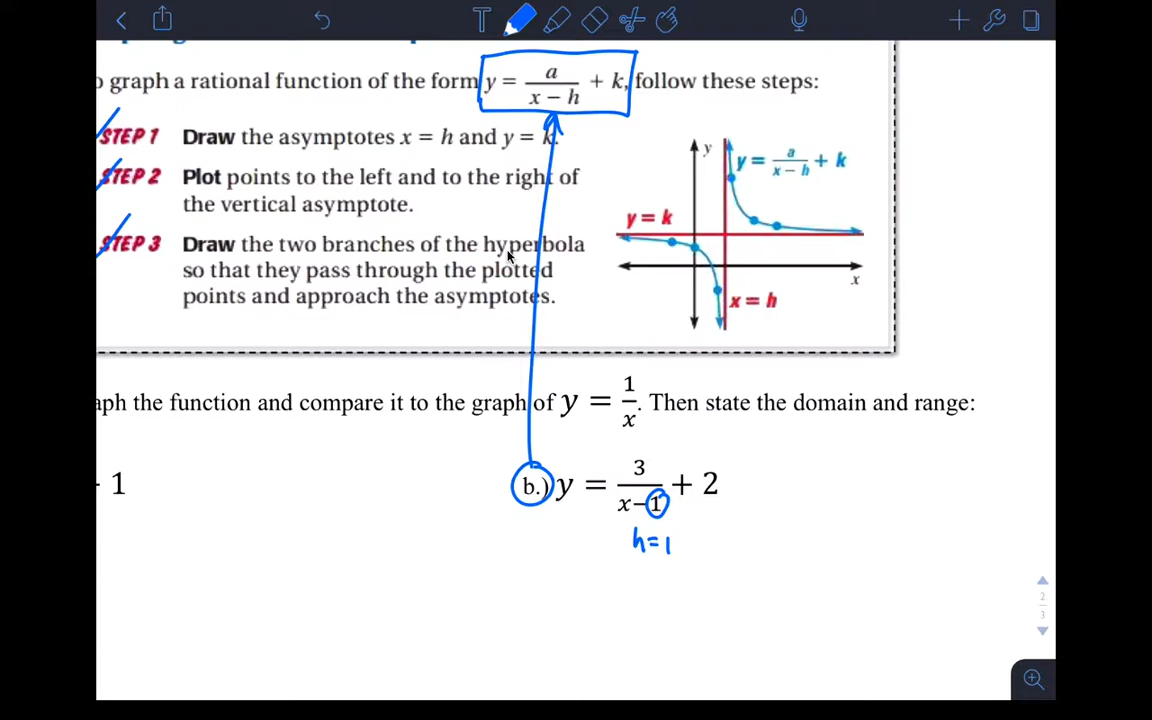 o graph a rational function of the form y = a/(x − h) + k, follow these steps:
STEP 1 Draw the asymptotes x = h and y = k.
STEP 2 Plot points to the left and to the right of
the vertical asymptote.
STEP 3 Draw the two branches of the hyperbola
so that they pass through the plotted
points and approach the asymptotes.
y
y = a/(x − h) + k
y = k
x
x = h
aph the function and compare it to the graph of y = 1/x. Then state the domain and range:
- 1
b.) y = 3/(x−1) + 2
h=1
2
3